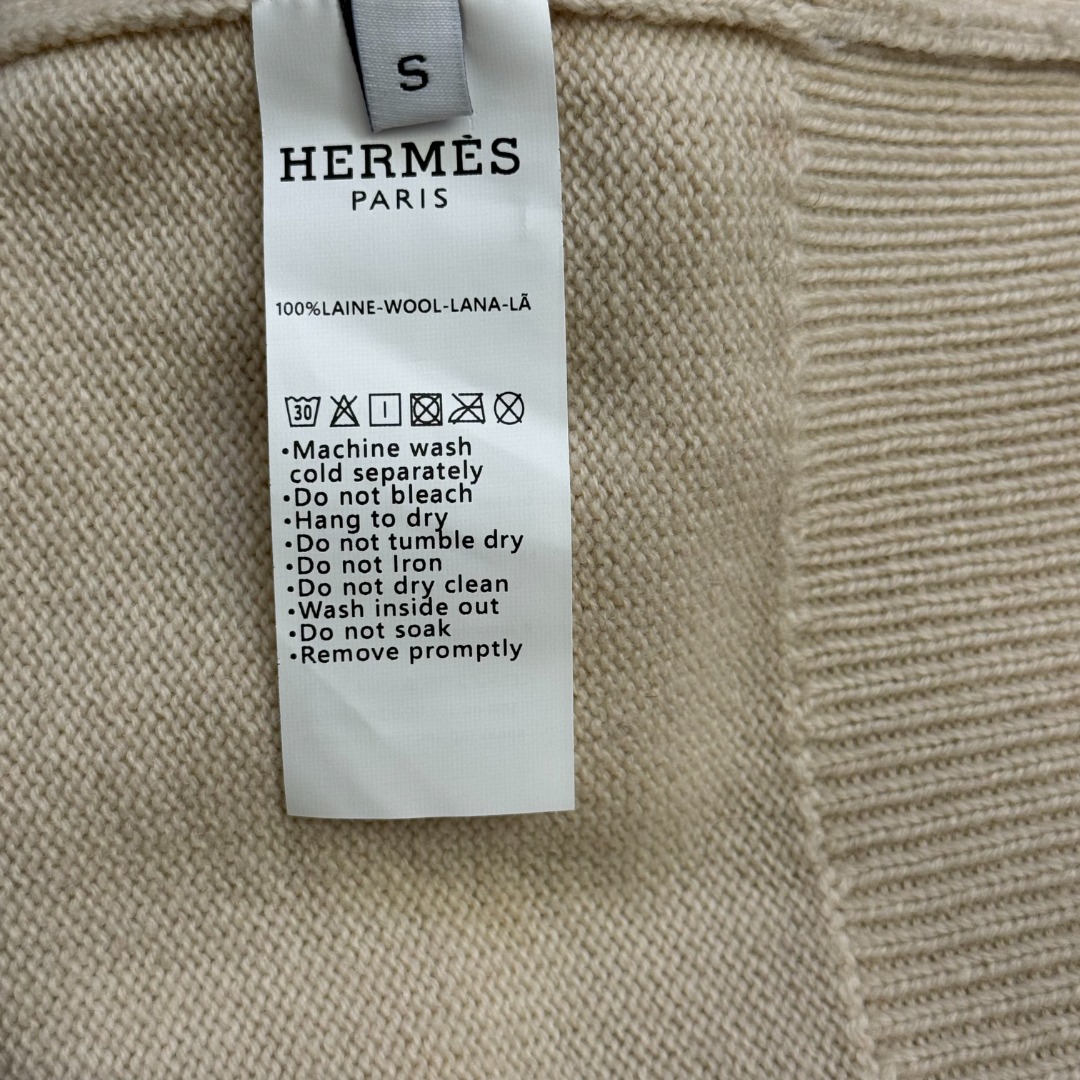 S
HERMÈS
PARIS
100%LAINE-WOOL-LANA-LÃ
30
•Machine wash
cold separately
•Do not bleach
•Hang to dry
•Do not tumble dry
•Do not Iron
•Do not dry clean
•Wash inside out
•Do not soak
•Remove promptly